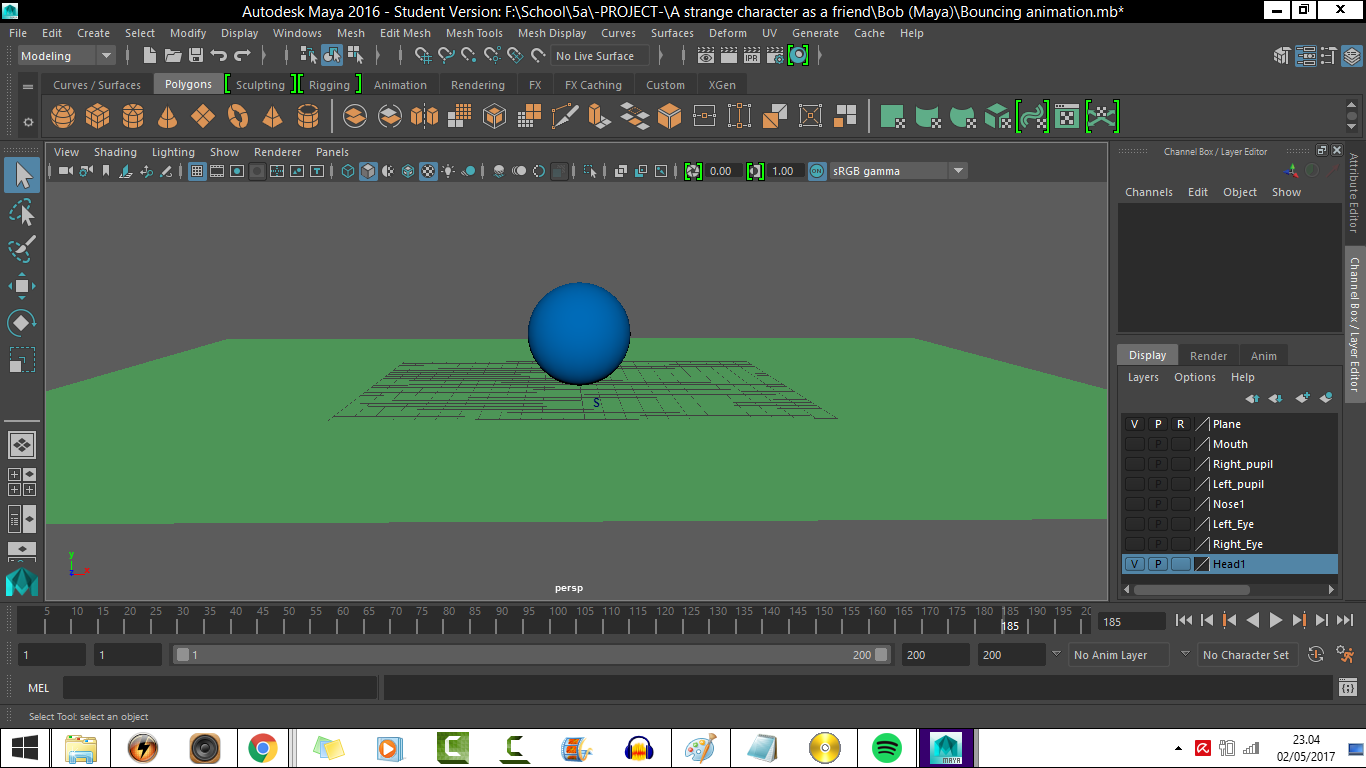 Autodesk Maya 2016 - Student Version: F:\School\5a\-PROJECT-\A strange character as a friend\Bob (Maya)\Bouncing animation.mb*
File Edit Create Select Modify Display Windows Mesh Edit Mesh Mesh Tools Mesh Display Curves Surfaces Deform UV Generate Cache Help
Modeling No Live Surface IPR
Curves / Surfaces Polygons Sculpting Rigging Animation Rendering FX FX Caching Custom XGen
View Shading Lighting Show Renderer Panels
0.00 1.00 ON sRGB gamma
Channel Box / Layer Editor
Channels Edit Object Show
Attribute Editor
Channel Box / Layer Editor
S
y
x
persp
Display Render Anim
Layers Options Help
V P R Plane
P Mouth
P Right_pupil
P Left_pupil
P Nose1
P Left_Eye
P Right_Eye
V P Head1
5 10 15 20 25 30 35 40 45 50 55 60 65 70 75 80 85 90 95 100 105 110 115 120 125 130 135 140 145 150 155 160 165 170 175 180 185 190 195 20
185
185
1 1 1 200 200 200 No Anim Layer No Character Set
MEL
Select Tool: select an object
MAYA
23.04
02/05/2017